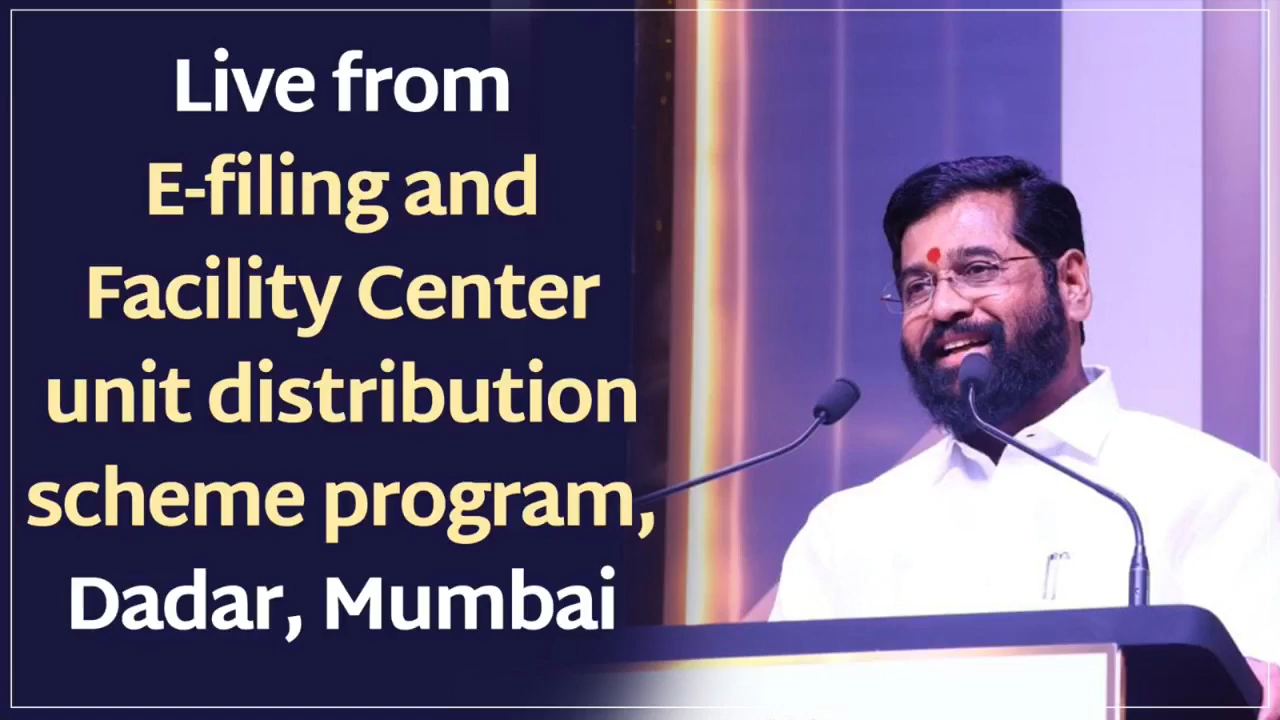 Live from
E-filing and
Facility Center
unit distribution
scheme program,
Dadar, Mumbai